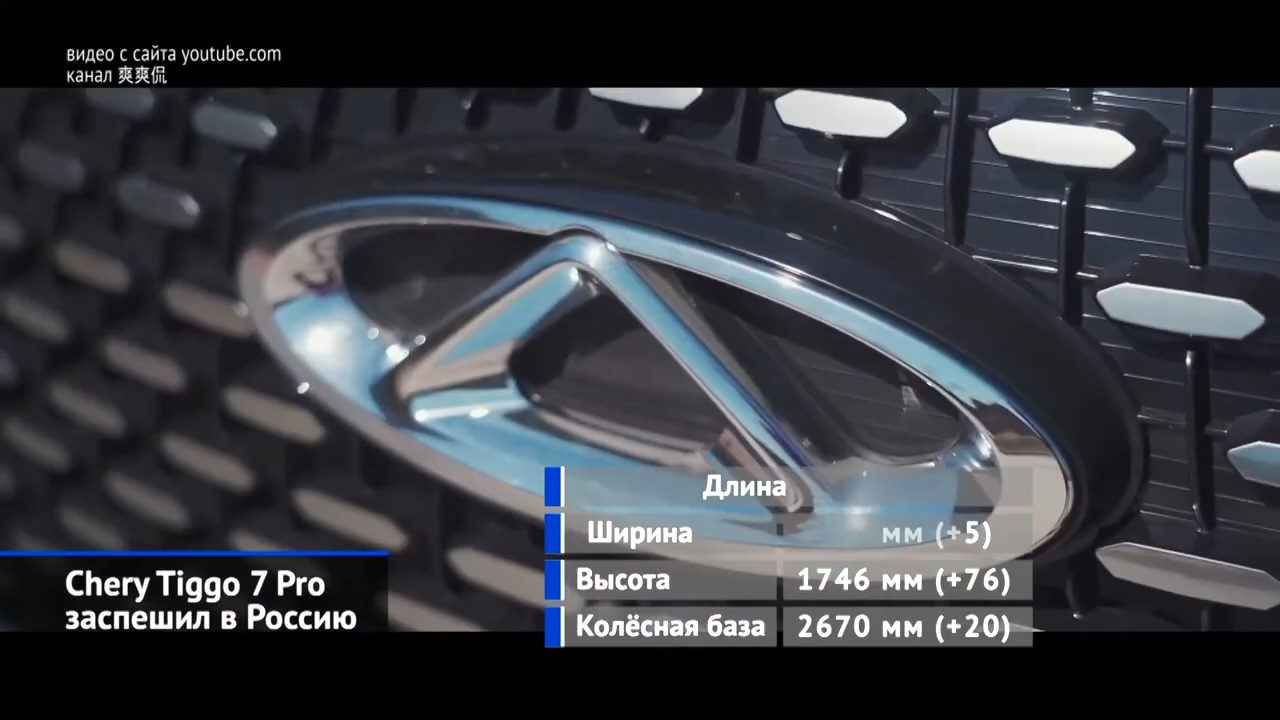 видео с сайта youtube.com
канал 爽爽侃
Длина
Ширина мм (+5)
Высота 1746 мм (+76)
Колёсная база 2670 мм (+20)
Chery Tiggo 7 Pro
заспешил в Россию